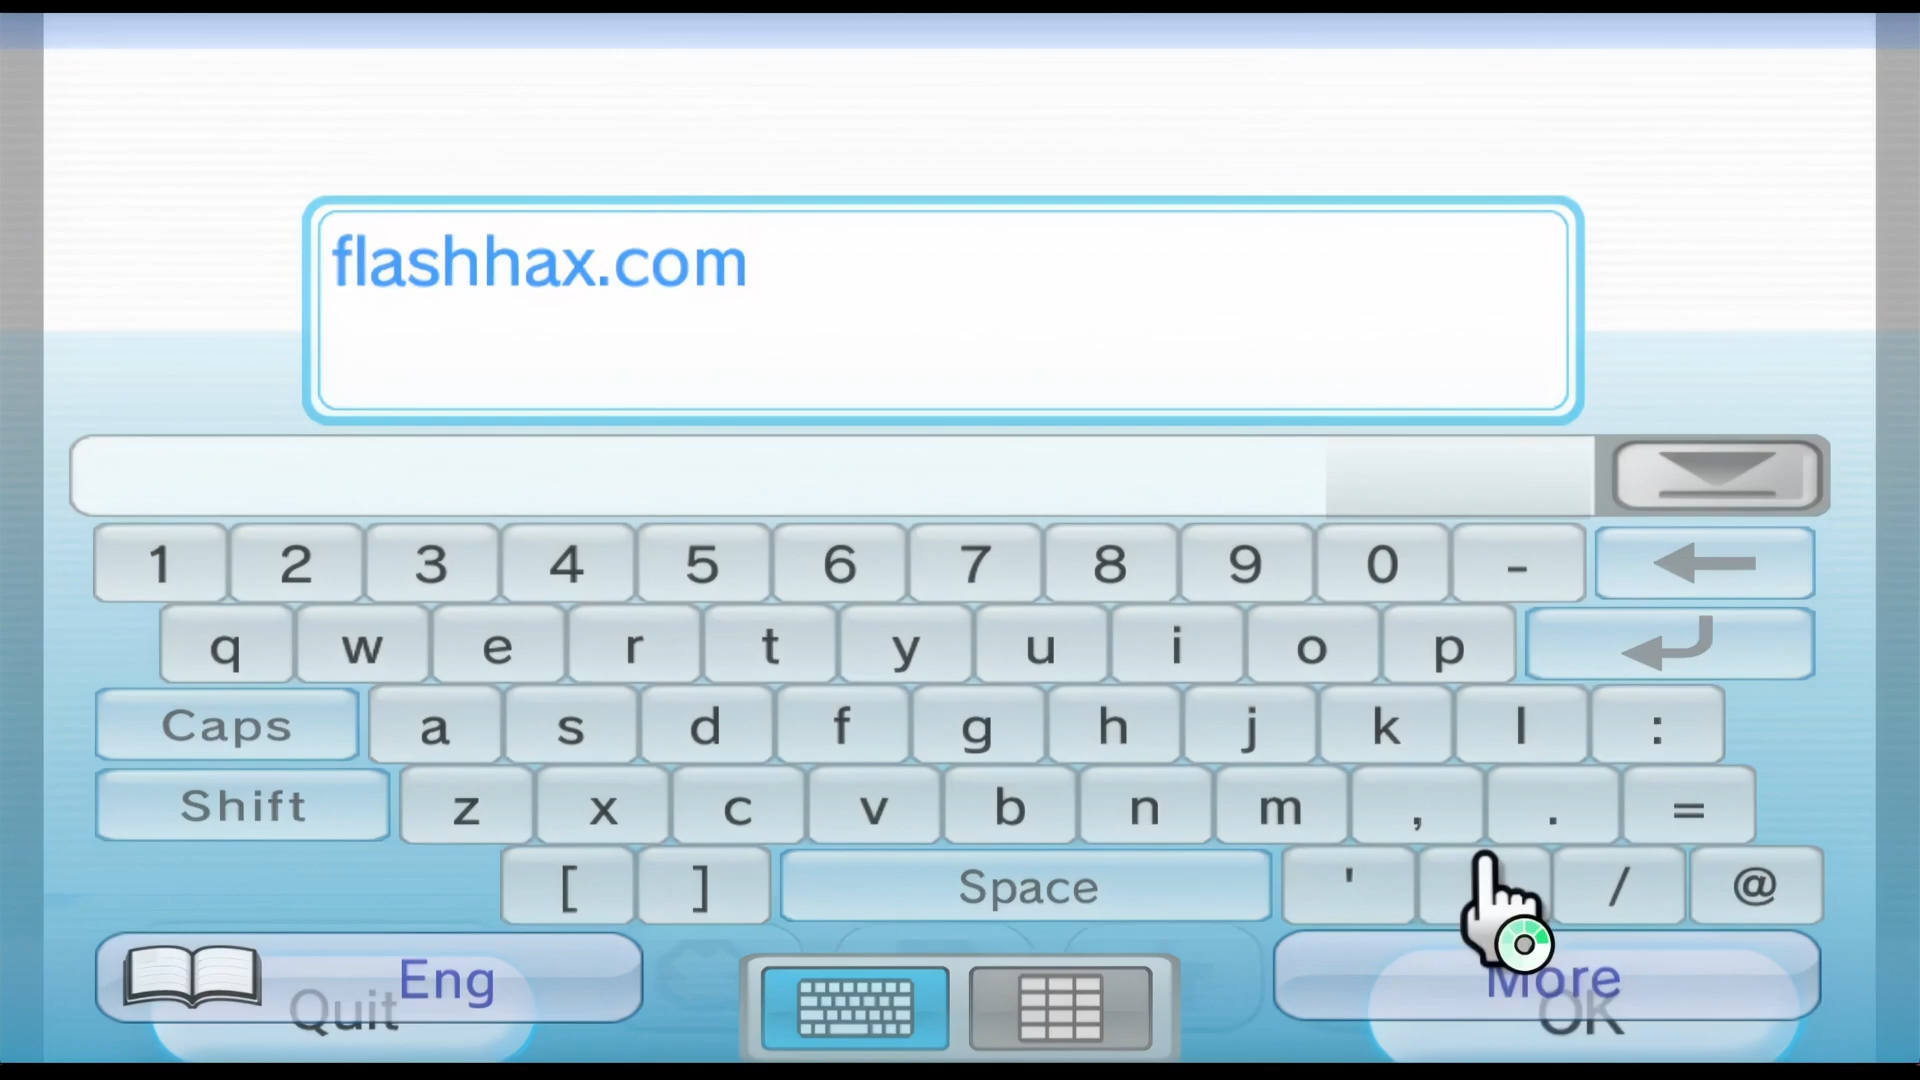 flashhax.com
1 2 3 4 5 6 7 8 9 0 -
q w e r t y u i o p
Caps a s d f g h j k l :
Shift z x c v b n m , . =
[ ] Space ' / @
Eng More
Quit OK